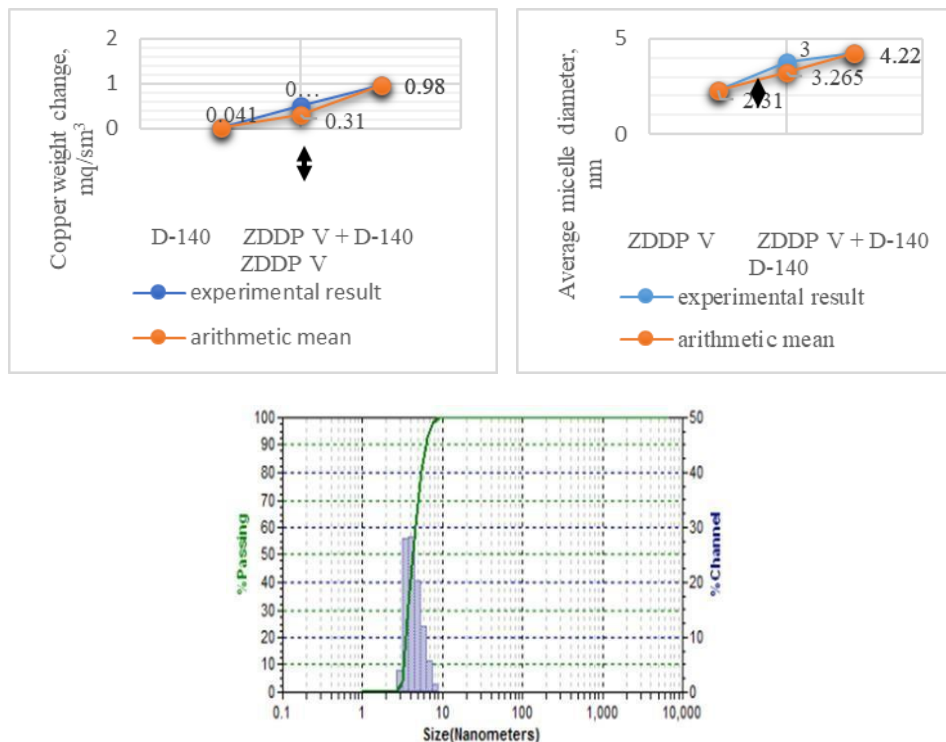 2
1
0
Copper weight change,
mq/sm³
0.041
0…
0.31
0.98
D-140 ZDDP V + D-140
ZDDP V
experimental result
arithmetic mean
5
0
Average micelle diameter,
nm
2.31
3
3.265
4.22
ZDDP V ZDDP V + D-140
D-140
experimental result
arithmetic mean
100
90
80
70
60
50
40
30
20
10
0
%Passing
50
40
30
20
10
0
%Channel
0.1 1 10 100 1,000 10,000
Size(Nanometers)